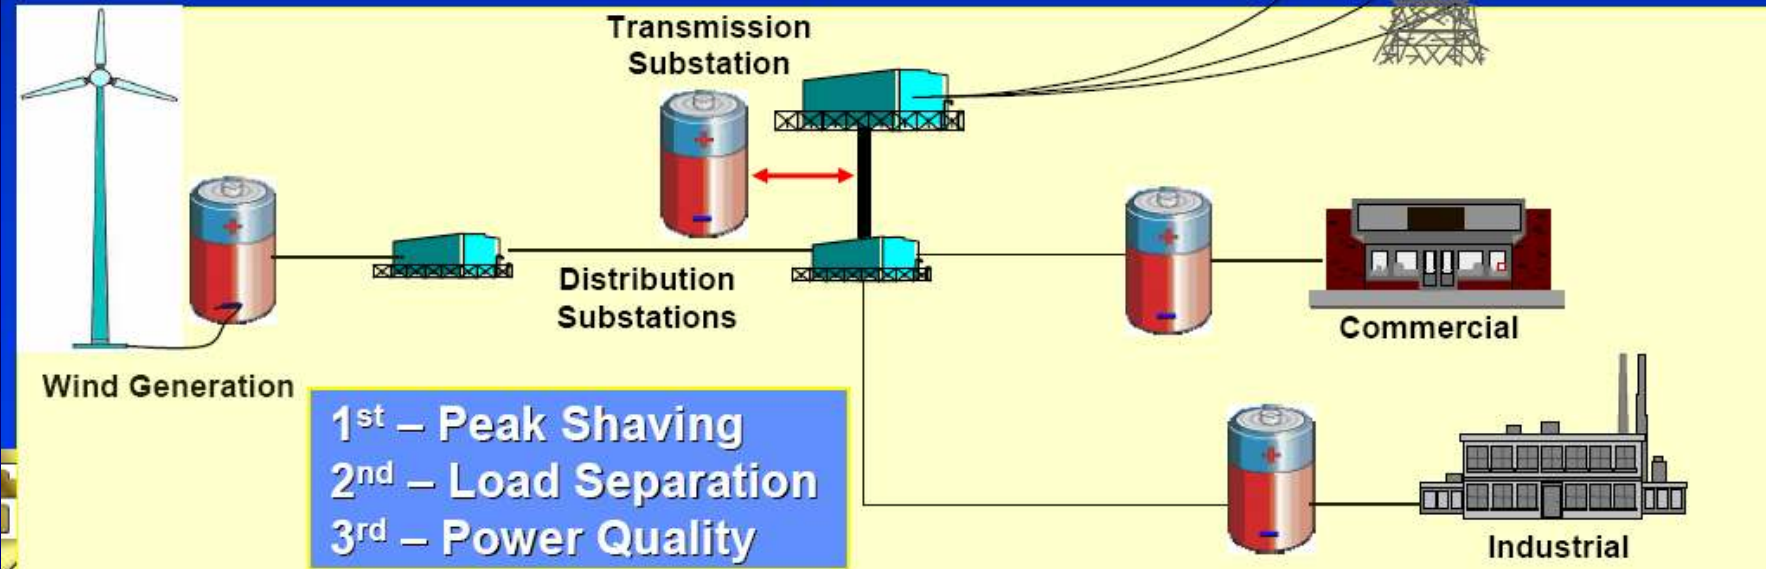 Transmission
Substation
Distribution
Substations
Commercial
Wind Generation
1st – Peak Shaving
2nd – Load Separation
3rd – Power Quality
Industrial